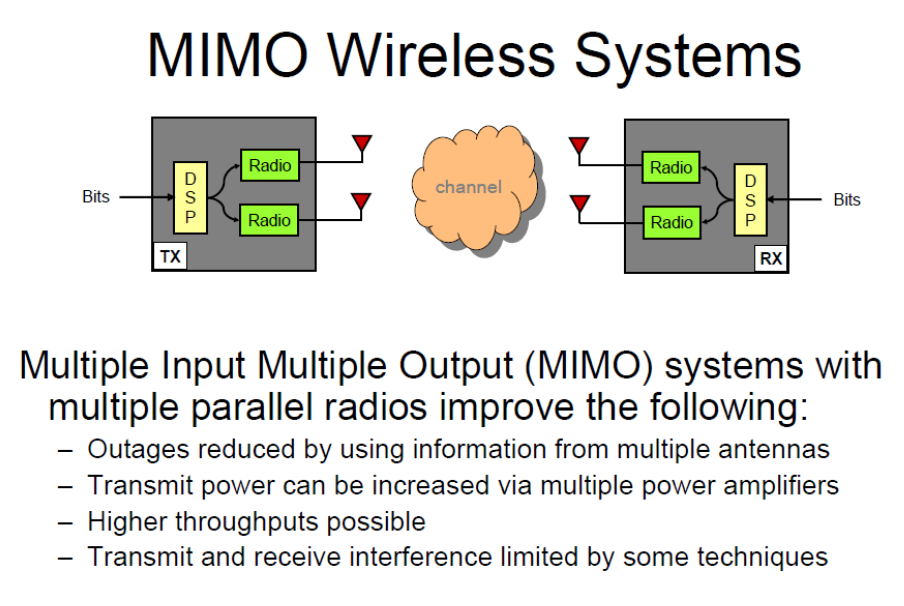 MIMO Wireless Systems
Bits
D
S
P
Radio
Radio
TX
channel
Radio
Radio
D
S
P
RX
Bits
Multiple Input Multiple Output (MIMO) systems with
multiple parallel radios improve the following:
– Outages reduced by using information from multiple antennas
– Transmit power can be increased via multiple power amplifiers
– Higher throughputs possible
– Transmit and receive interference limited by some techniques